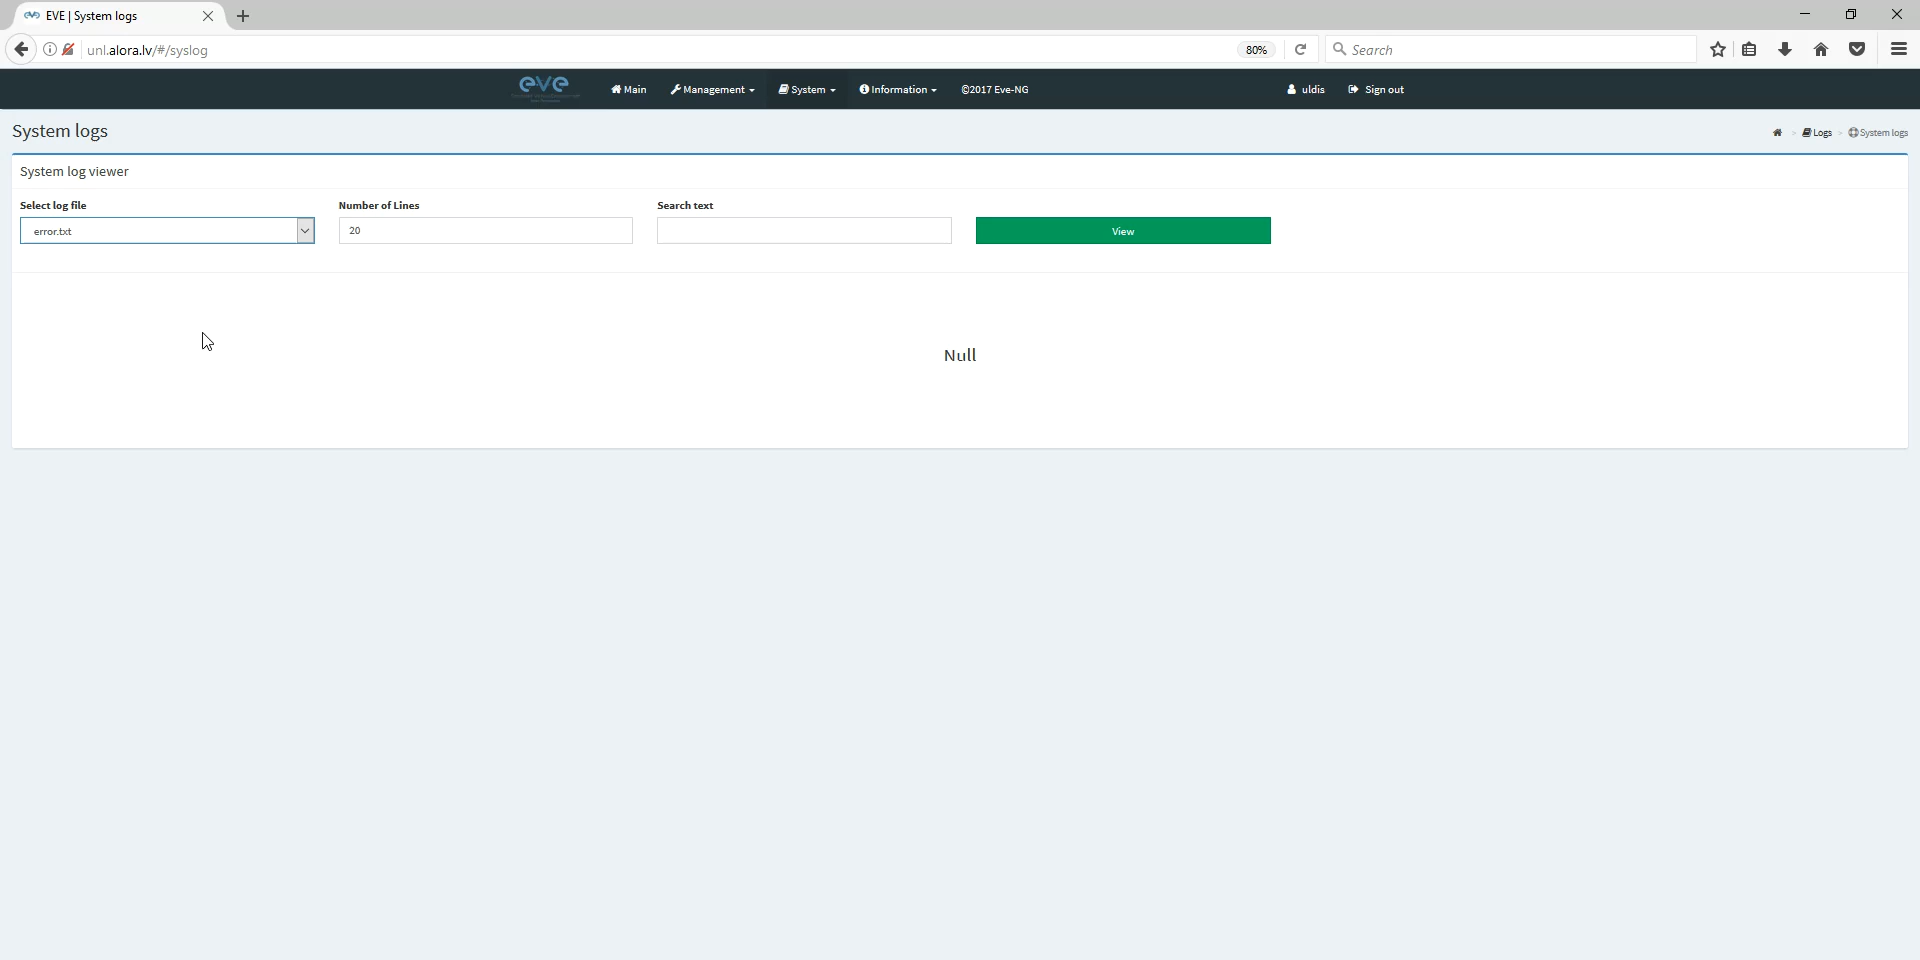 EVE | System logs
unl.alora.lv/#/syslog
80%
Search
eve
Main
Management
System
Information
©2017 Eve-NG
uldis
Sign out
System logs
Logs
System logs
System log viewer
Select log file
Number of Lines
Search text
error.txt
20
View
Null